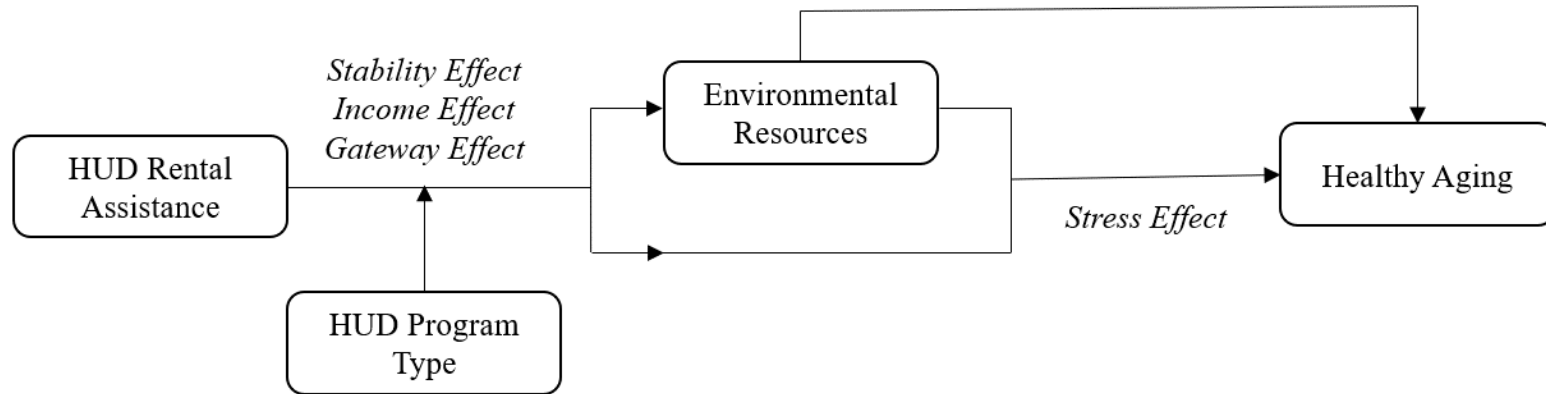 Stability Effect
Income Effect
Gateway Effect
HUD Rental
Assistance
HUD Program
Type
Environmental
Resources
Stress Effect
Healthy Aging